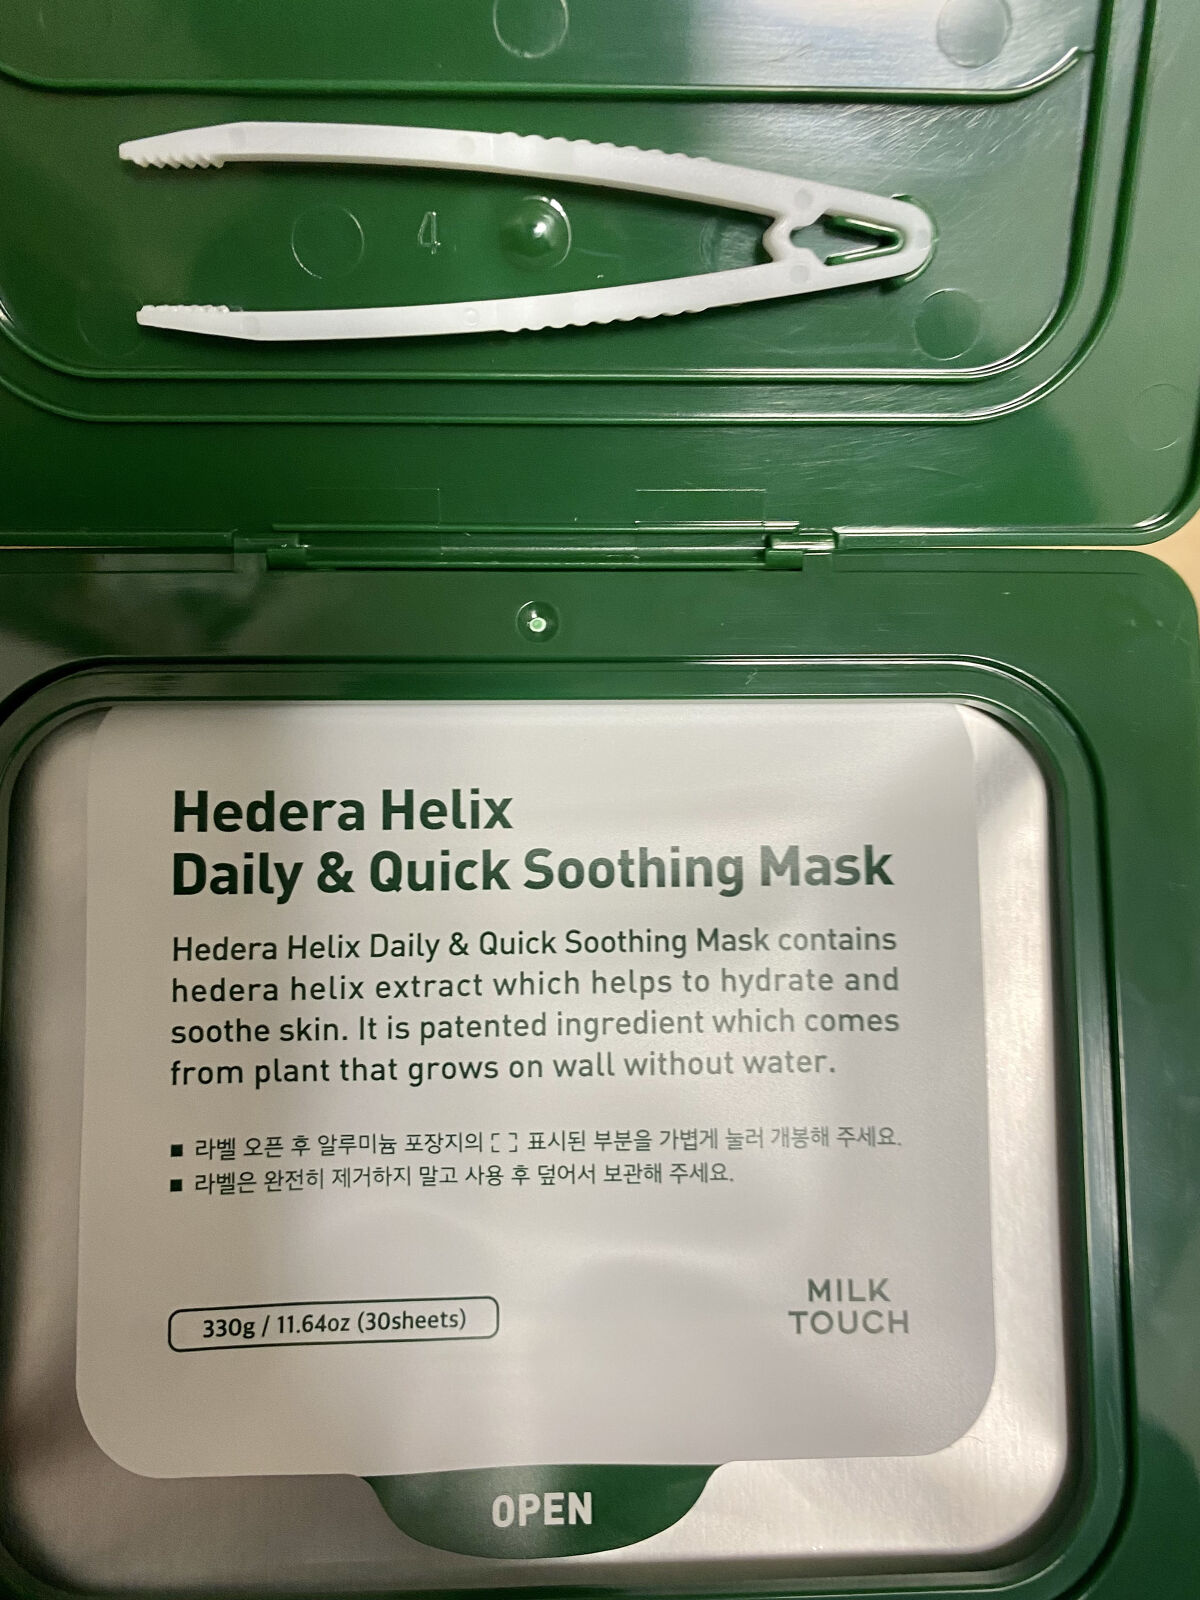 4
Hedera Helix
Daily & Quick Soothing Mask
Hedera Helix Daily & Quick Soothing Mask contains
hedera helix extract which helps to hydrate and
soothe skin. It is patented ingredient which comes
from plant that grows on wall without water.
■ 라벨 오픈 후 알루미늄 포장지의 [ ] 표시된 부분을 가볍게 눌러 개봉해 주세요.
■ 라벨은 완전히 제거하지 말고 사용 후 덮어서 보관해 주세요.
330g / 11.64oz (30sheets)
MILK
TOUCH
OPEN